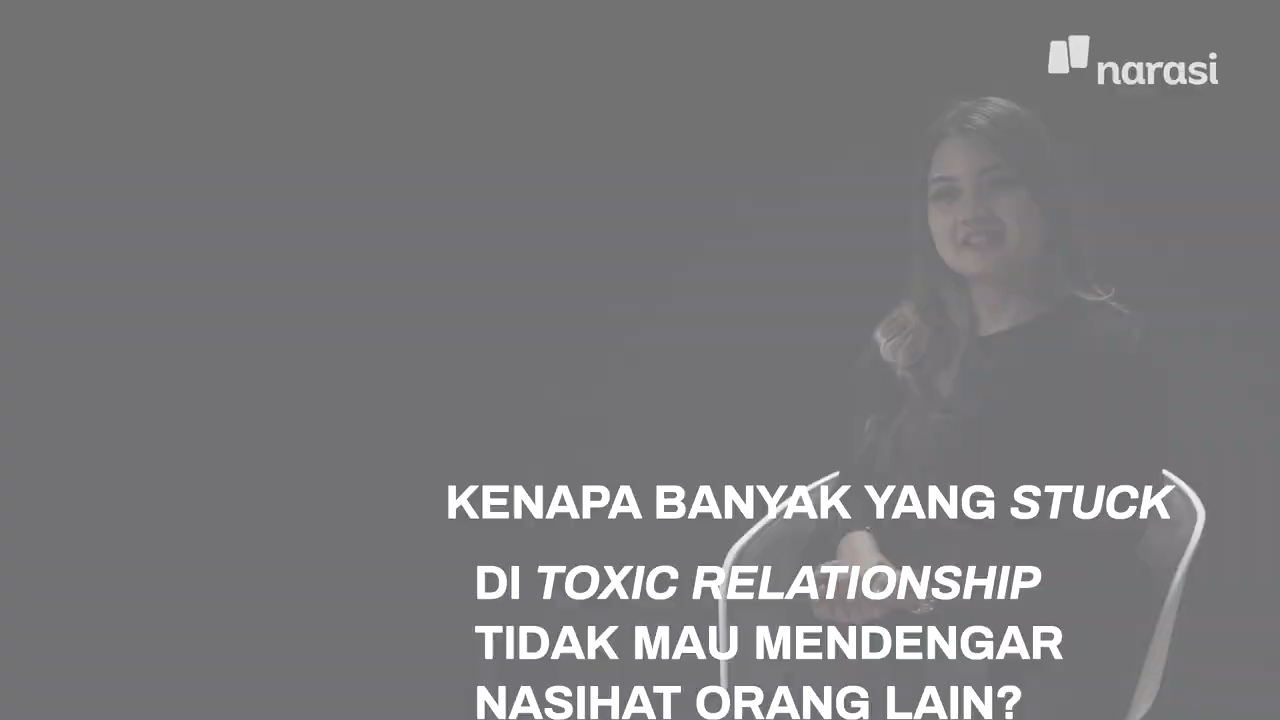 narasi
KENAPA BANYAK YANG STUCK
DI TOXIC RELATIONSHIP
TIDAK MAU MENDENGAR
NASIHAT ORANG LAIN?